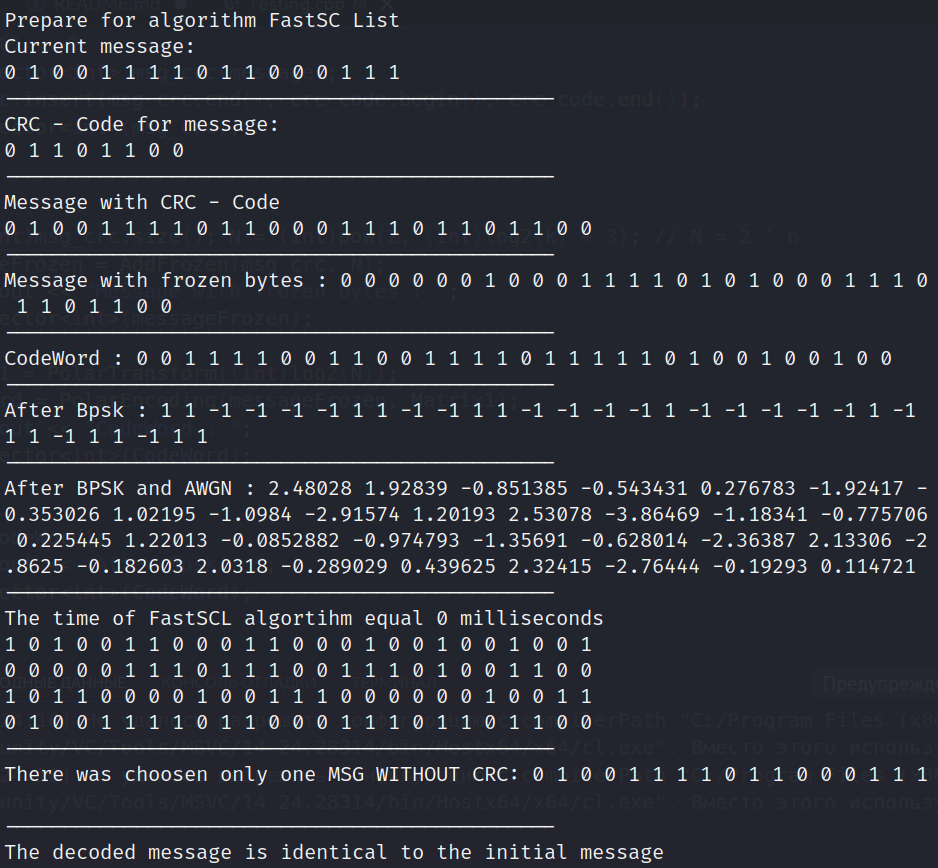 Prepare for algorithm FastSC List
Current message:
0 1 0 0 1 1 1 1 0 1 1 0 0 0 1 1 1
CRC - Code for message:
0 1 1 0 1 1 0 0
Message with CRC - Code
0 1 0 0 1 1 1 1 0 1 1 0 0 0 1 1 1 0 1 1 0 1 1 0 0
Message with frozen bytes : 0 0 0 0 0 0 1 0 0 0 1 1 1 1 0 1 0 1 0 0 0 1 1 1 0
1 1 0 1 1 0 0
CodeWord : 0 0 1 1 1 1 0 0 1 1 0 0 1 1 1 1 0 1 1 1 1 1 0 1 0 0 1 0 0 1 0 0
After Bpsk : 1 1 -1 -1 -1 -1 1 1 -1 -1 1 1 -1 -1 -1 -1 1 -1 -1 -1 -1 -1 1 -1
1 1 -1 1 1 -1 1 1
After BPSK and AWGN : 2.48028 1.92839 -0.851385 -0.543431 0.276783 -1.92417 -
0.353026 1.02195 -1.0984 -2.91574 1.20193 2.53078 -3.86469 -1.18341 -0.775706
0.225445 1.22013 -0.0852882 -0.974793 -1.35691 -0.628014 -2.36387 2.13306 -2
.8625 -0.182603 2.0318 -0.289029 0.439625 2.32415 -2.76444 -0.19293 0.114721
The time of FastSCL algortihm equal 0 milliseconds
1 0 1 0 0 1 1 0 0 0 1 1 0 0 0 1 0 0 1 0 0 1 0 0 1
0 0 0 0 0 1 1 1 0 1 1 1 0 0 1 1 1 0 1 0 0 1 1 0 0
1 0 1 1 0 0 0 0 1 0 0 1 1 1 0 0 0 0 0 0 1 0 0 1 1
0 1 0 0 1 1 1 1 0 1 1 0 0 0 1 1 1 0 1 1 0 1 1 0 0
There was choosen only one MSG WITHOUT CRC: 0 1 0 0 1 1 1 1 0 1 1 0 0 0 1 1 1
The decoded message is identical to the initial message